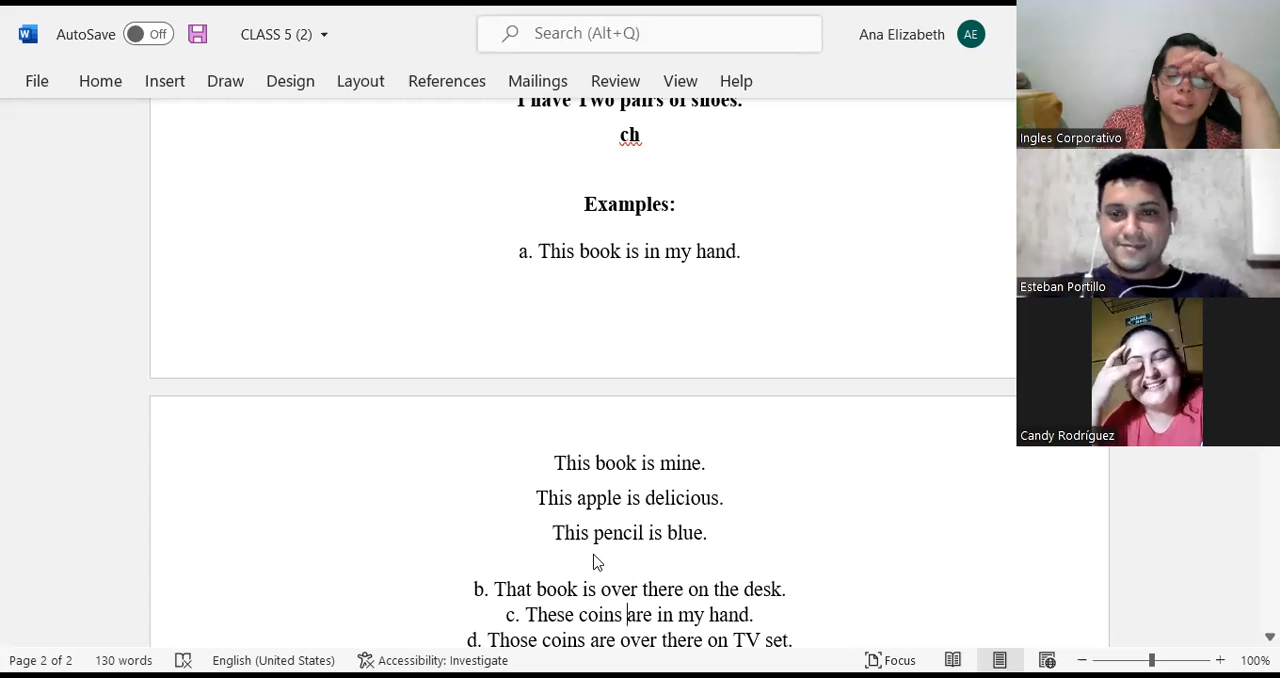 AutoSave Off CLASS 5 (2) Search (Alt+Q) Ana Elizabeth AE
File Home Insert Draw Design Layout References Mailings Review View Help
I have Two pairs of shoes.
ch
Examples:
a. This book is in my hand.
This book is mine.
This apple is delicious.
This pencil is blue.
b. That book is over there on the desk.
c. These coins are in my hand.
d. Those coins are over there on TV set.
Page 2 of 2 130 words English (United States) Accessibility: Investigate Focus 100%
Ingles Corporativo
Esteban Portillo
Candy Rodríguez